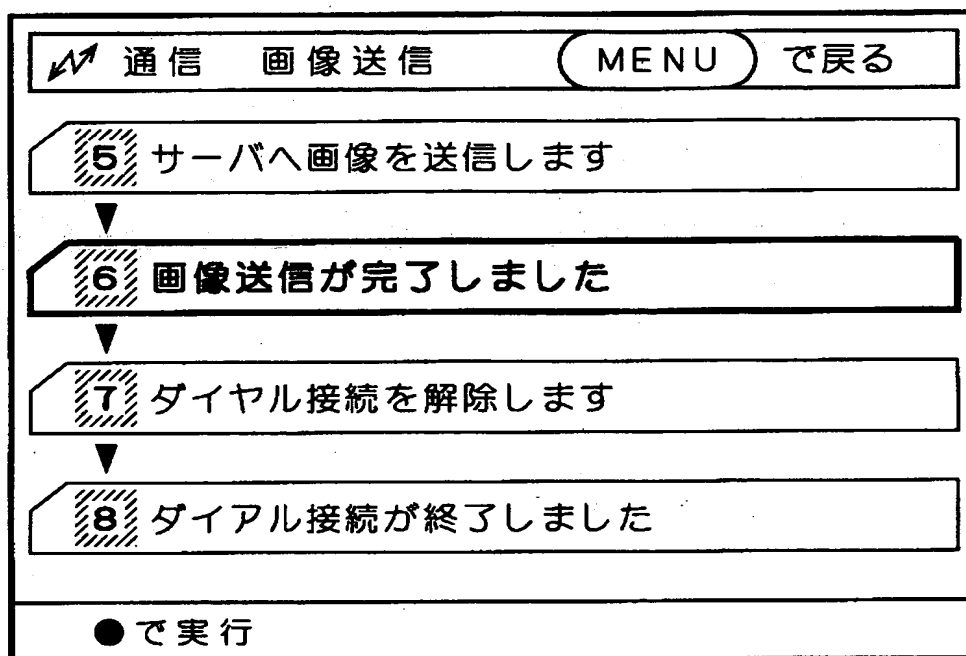 通信 画像送信 MENU で戻る
5 サーバへ画像を送信します
6 画像送信が完了しました
7 ダイヤル接続を解除します
8 ダイアル接続が終了しました
●で実行